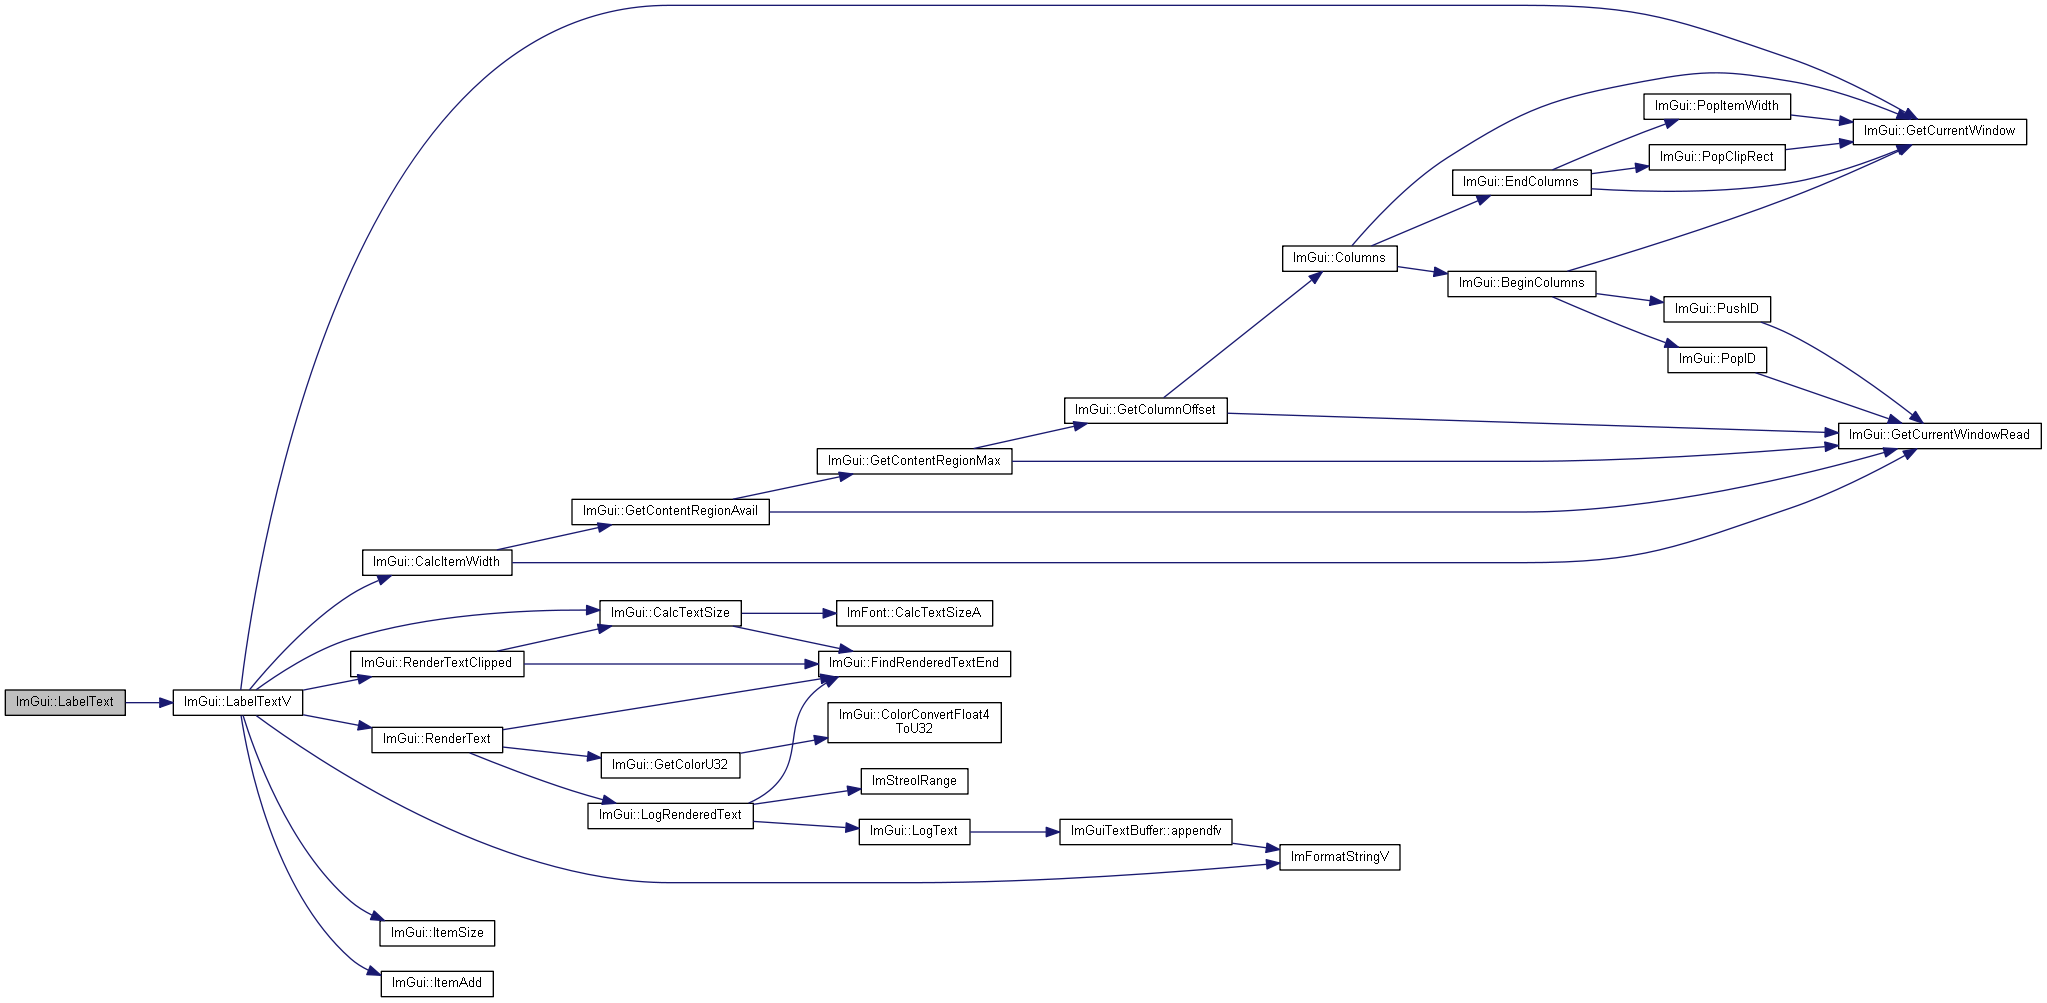 ImGui::PopItemWidth
ImGui::GetCurrentWindow
ImGui::PopClipRect
ImGui::EndColumns
ImGui::Columns
ImGui::BeginColumns
ImGui::PushID
ImGui::PopID
ImGui::GetColumnOffset
ImGui::GetCurrentWindowRead
ImGui::GetContentRegionMax
ImGui::GetContentRegionAvail
ImGui::CalcItemWidth
ImGui::CalcTextSize
ImFont::CalcTextSizeA
ImGui::RenderTextClipped
ImGui::FindRenderedTextEnd
ImGui::LabelText
ImGui::LabelTextV
ImGui::ColorConvertFloat4
ToU32
ImGui::RenderText
ImGui::GetColorU32
ImStreolRange
ImGui::LogRenderedText
ImGui::LogText
ImGuiTextBuffer::appendfv
ImFormatStringV
ImGui::ItemSize
ImGui::ItemAdd